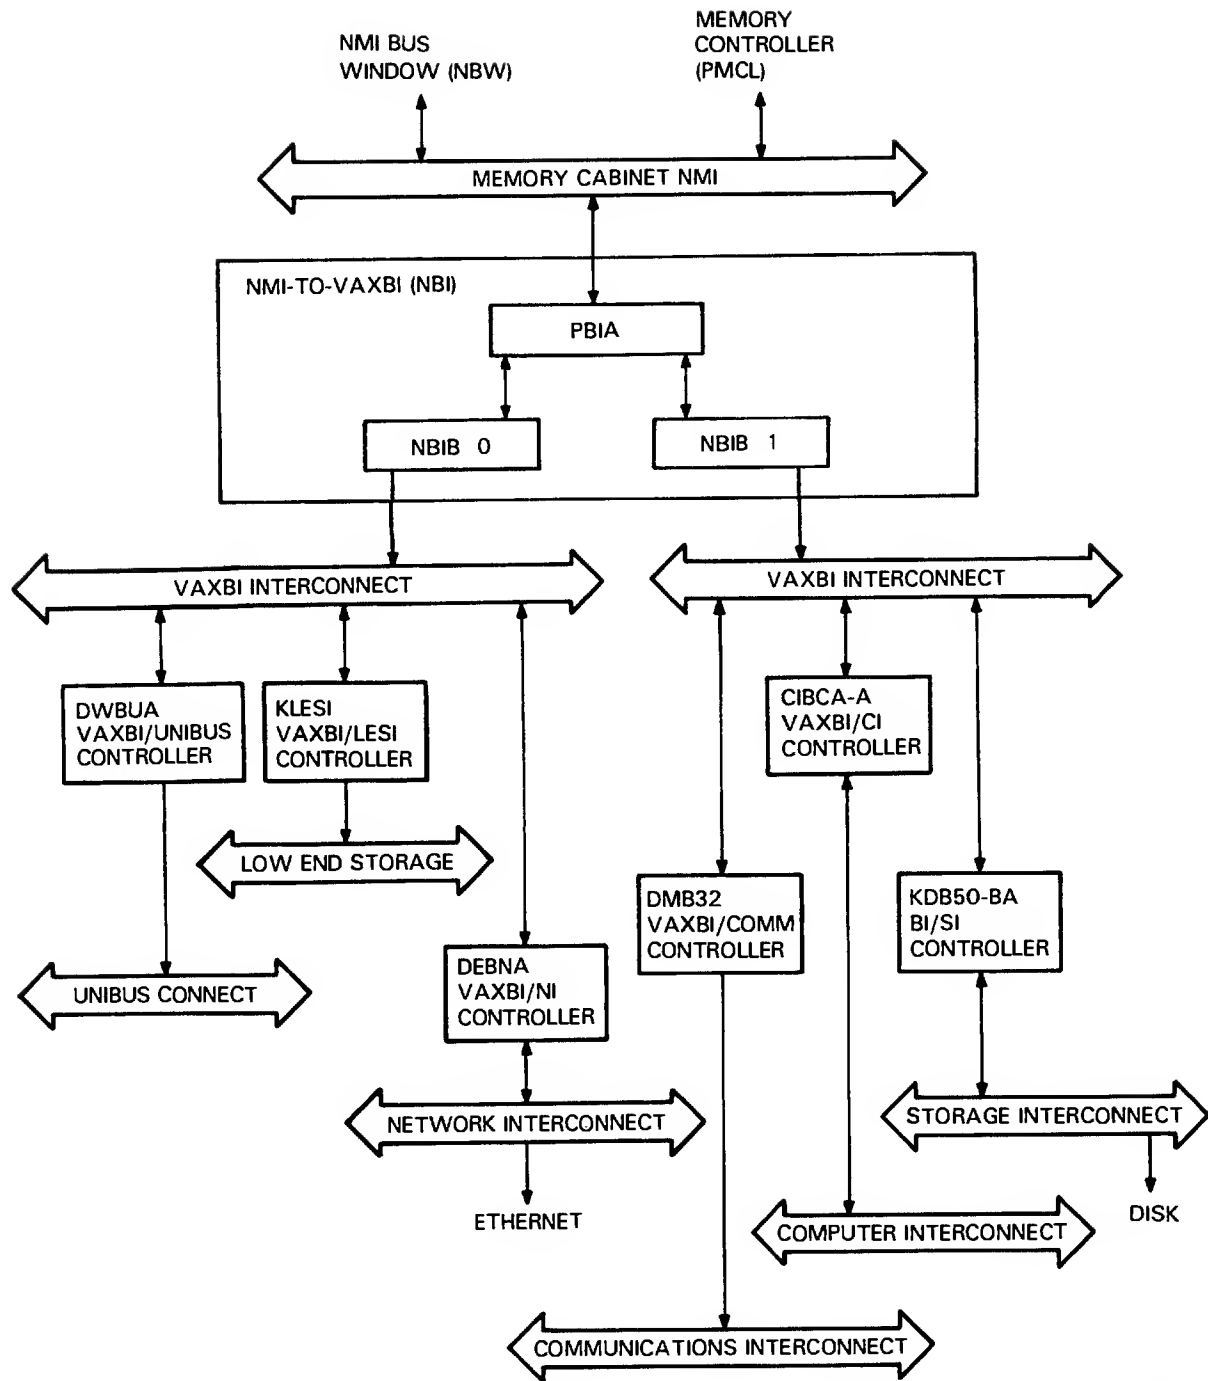 NMI BUS
WINDOW (NBW)
MEMORY
CONTROLLER
(PMCL)
MEMORY CABINET NMI
NMI-TO-VAXBI (NBI)
PBIA
NBIB 0
NBIB 1
VAXBI INTERCONNECT
VAXBI INTERCONNECT
DWBUA
VAXBI/UNIBUS
CONTROLLER
KLESI
VAXBI/LESI
CONTROLLER
CIBCA-A
VAXBI/CI
CONTROLLER
LOW END STORAGE
DMB32
VAXBI/COMM
CONTROLLER
KDB50-BA
BI/SI
CONTROLLER
UNIBUS CONNECT
DEBNA
VAXBI/NI
CONTROLLER
NETWORK INTERCONNECT
STORAGE INTERCONNECT
ETHERNET
DISK
COMPUTER INTERCONNECT
COMMUNICATIONS INTERCONNECT